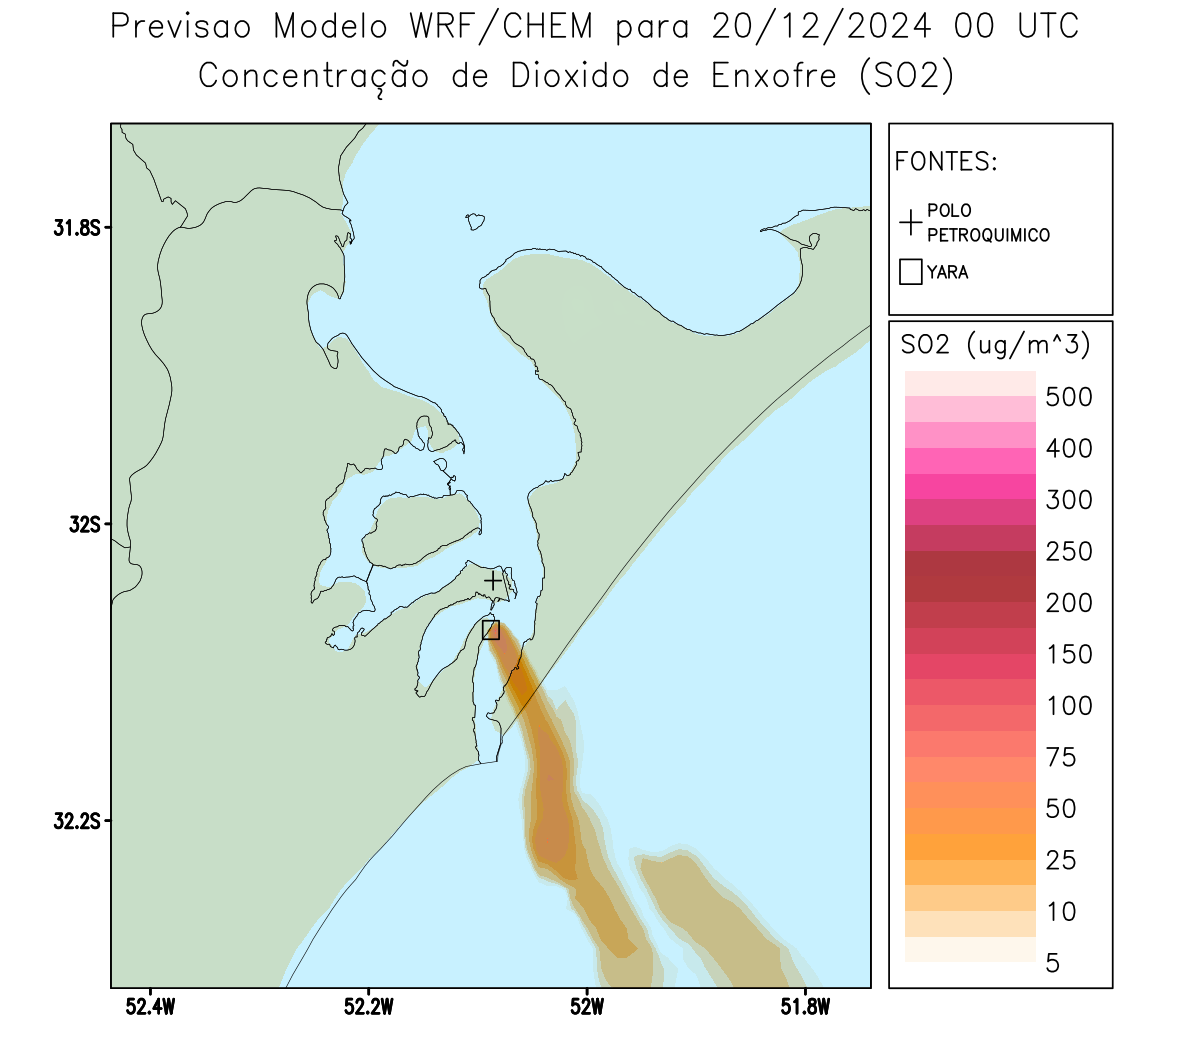 Previsao Modelo WRF/CHEM para 20/12/2024 00 UTC
Concentração de Dioxido de Enxofre (SO2)
FONTES:
POLO
PETROQUIMICO
YARA
31.8S
32S
32.2S
52.4W
52.2W
52W
51.8W
SO2 (ug/m^3)
500
400
300
250
200
150
100
75
50
25
10
5